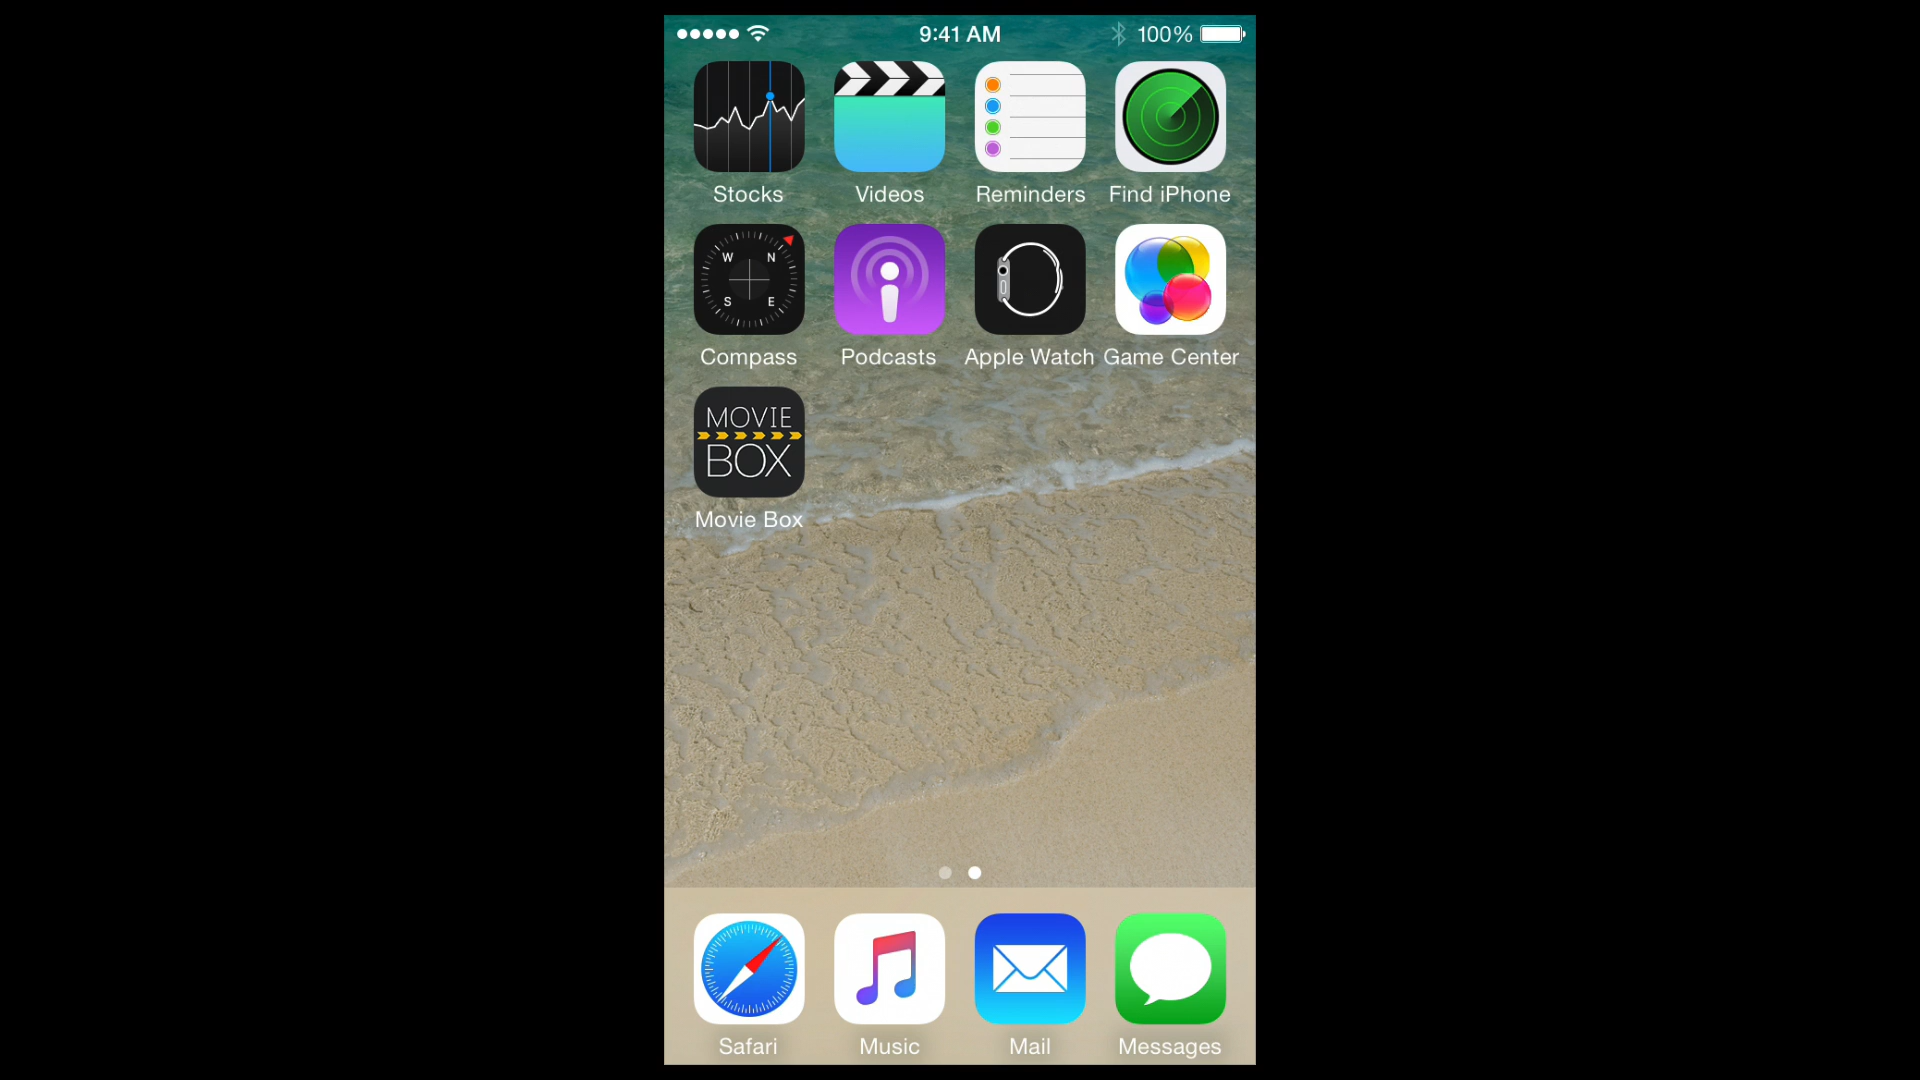 9:41 AM 100%
Stocks Videos Reminders Find iPhone
W N
S E
Compass Podcasts Apple Watch Game Center
MOVIE
BOX
Movie Box
Safari Music Mail Messages